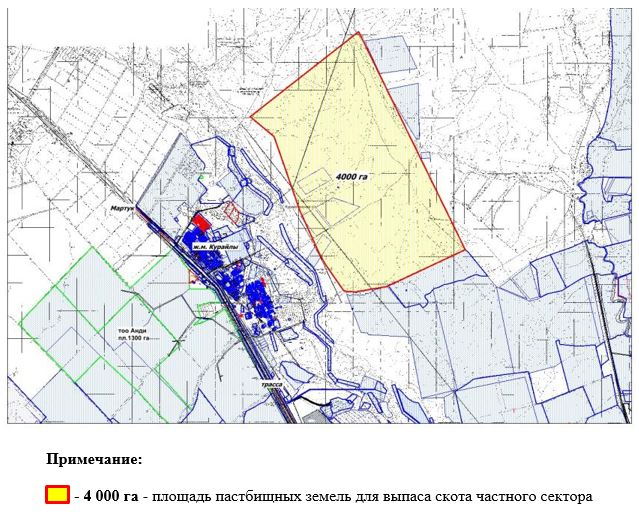 4000 га
Мартук
ж.м. Курайлы
тоо Анди
пл.1300 га
трасса
Примечание:
- 4 000 га - площадь пастбищных земель для выпаса скота частного сектора